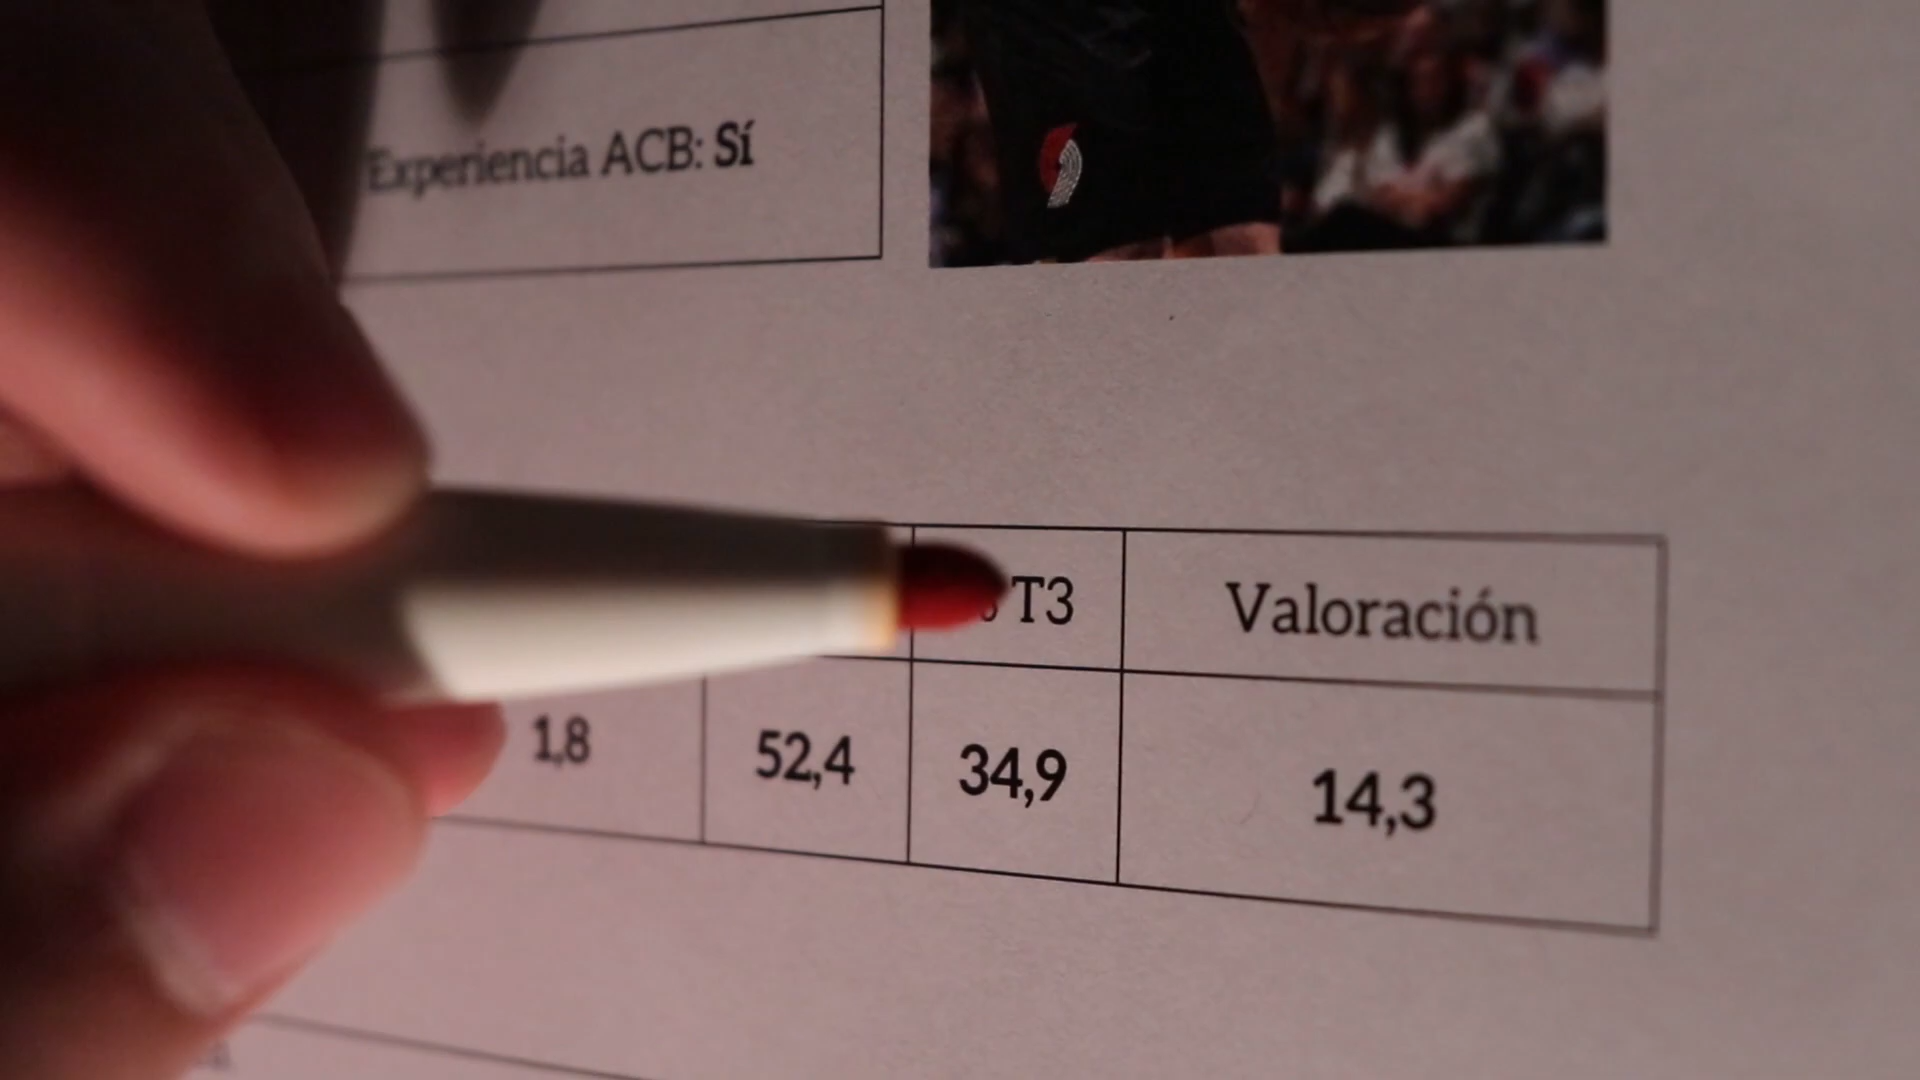 Experiencia ACB: Sí
T3 Valoración
1,8 52,4 34,9 14,3